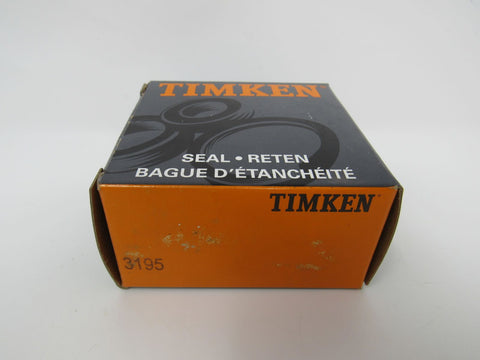 TIMKEN
SEAL • RETEN
BAGUE D'ÉTANCHÉITÉ
TIMKEN
3195